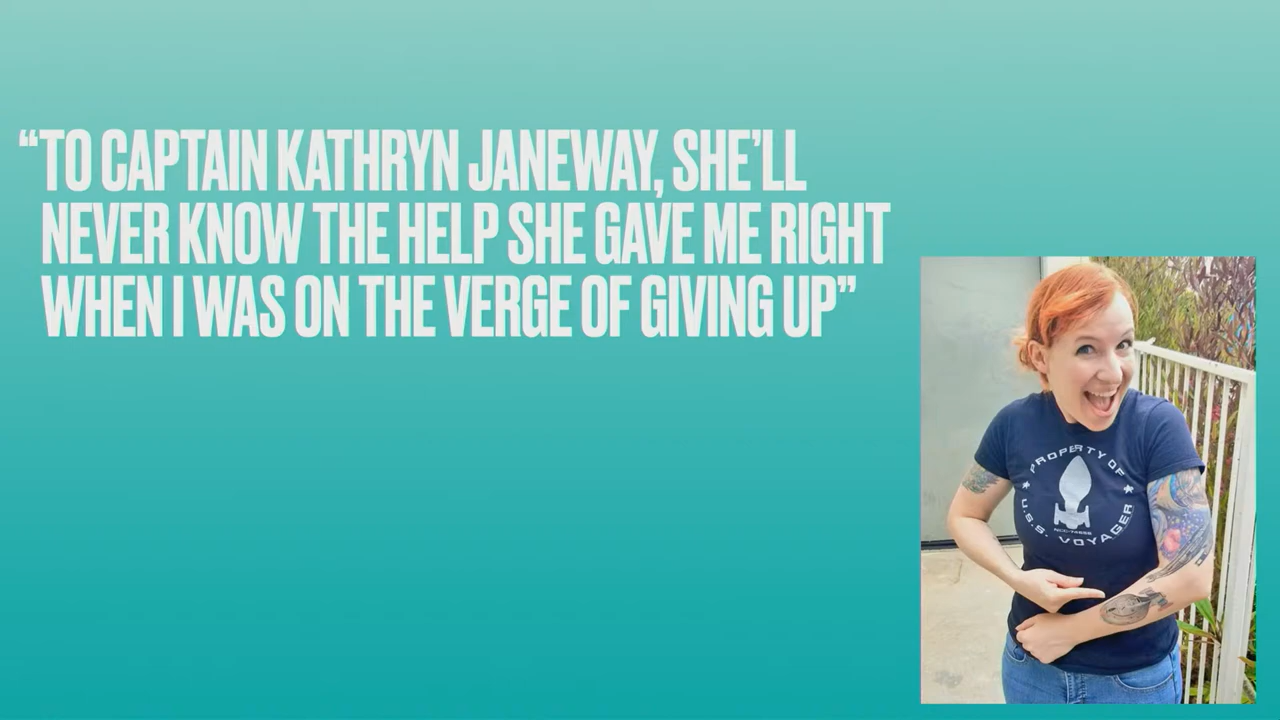 “TO CAPTAIN KATHRYN JANEWAY, SHE’LL
NEVER KNOW THE HELP SHE GAVE ME RIGHT
WHEN I WAS ON THE VERGE OF GIVING UP”
PROPERTY OF
U.S.S. VOYAGER